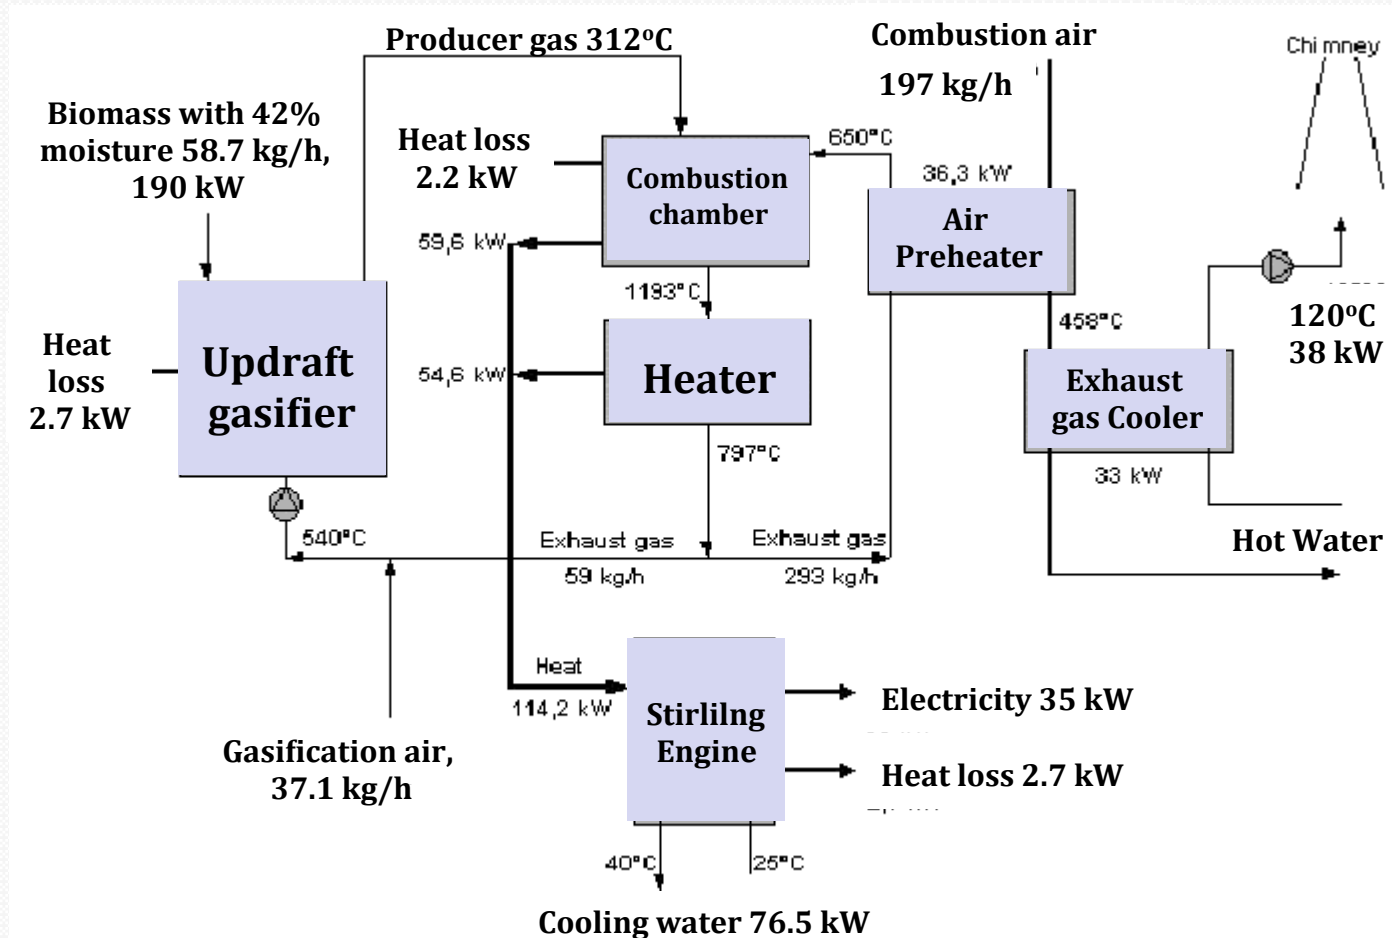 Producer gas 312°C
Combustion air
197 kg/h
Chimney
Biomass with 42%
moisture 58.7 kg/h,
190 kW
Heat loss
2.2 kW
650°C
36,3 kW
Combustion
chamber
Air
Preheater
59,6 kW
1193°C
458°C
120°C
38 kW
Heat
loss
2.7 kW
Updraft
gasifier
54,6 kW
Heater
Exhaust
gas Cooler
797°C
33 kW
540°C
Exhaust gas
59 kg/h
Exhaust gas
293 kg/h
Hot Water
Heat
114,2 kW
Stirlilng
Engine
Electricity 35 kW
Heat loss 2.7 kW
Gasification air,
37.1 kg/h
40°C
25°C
Cooling water 76.5 kW